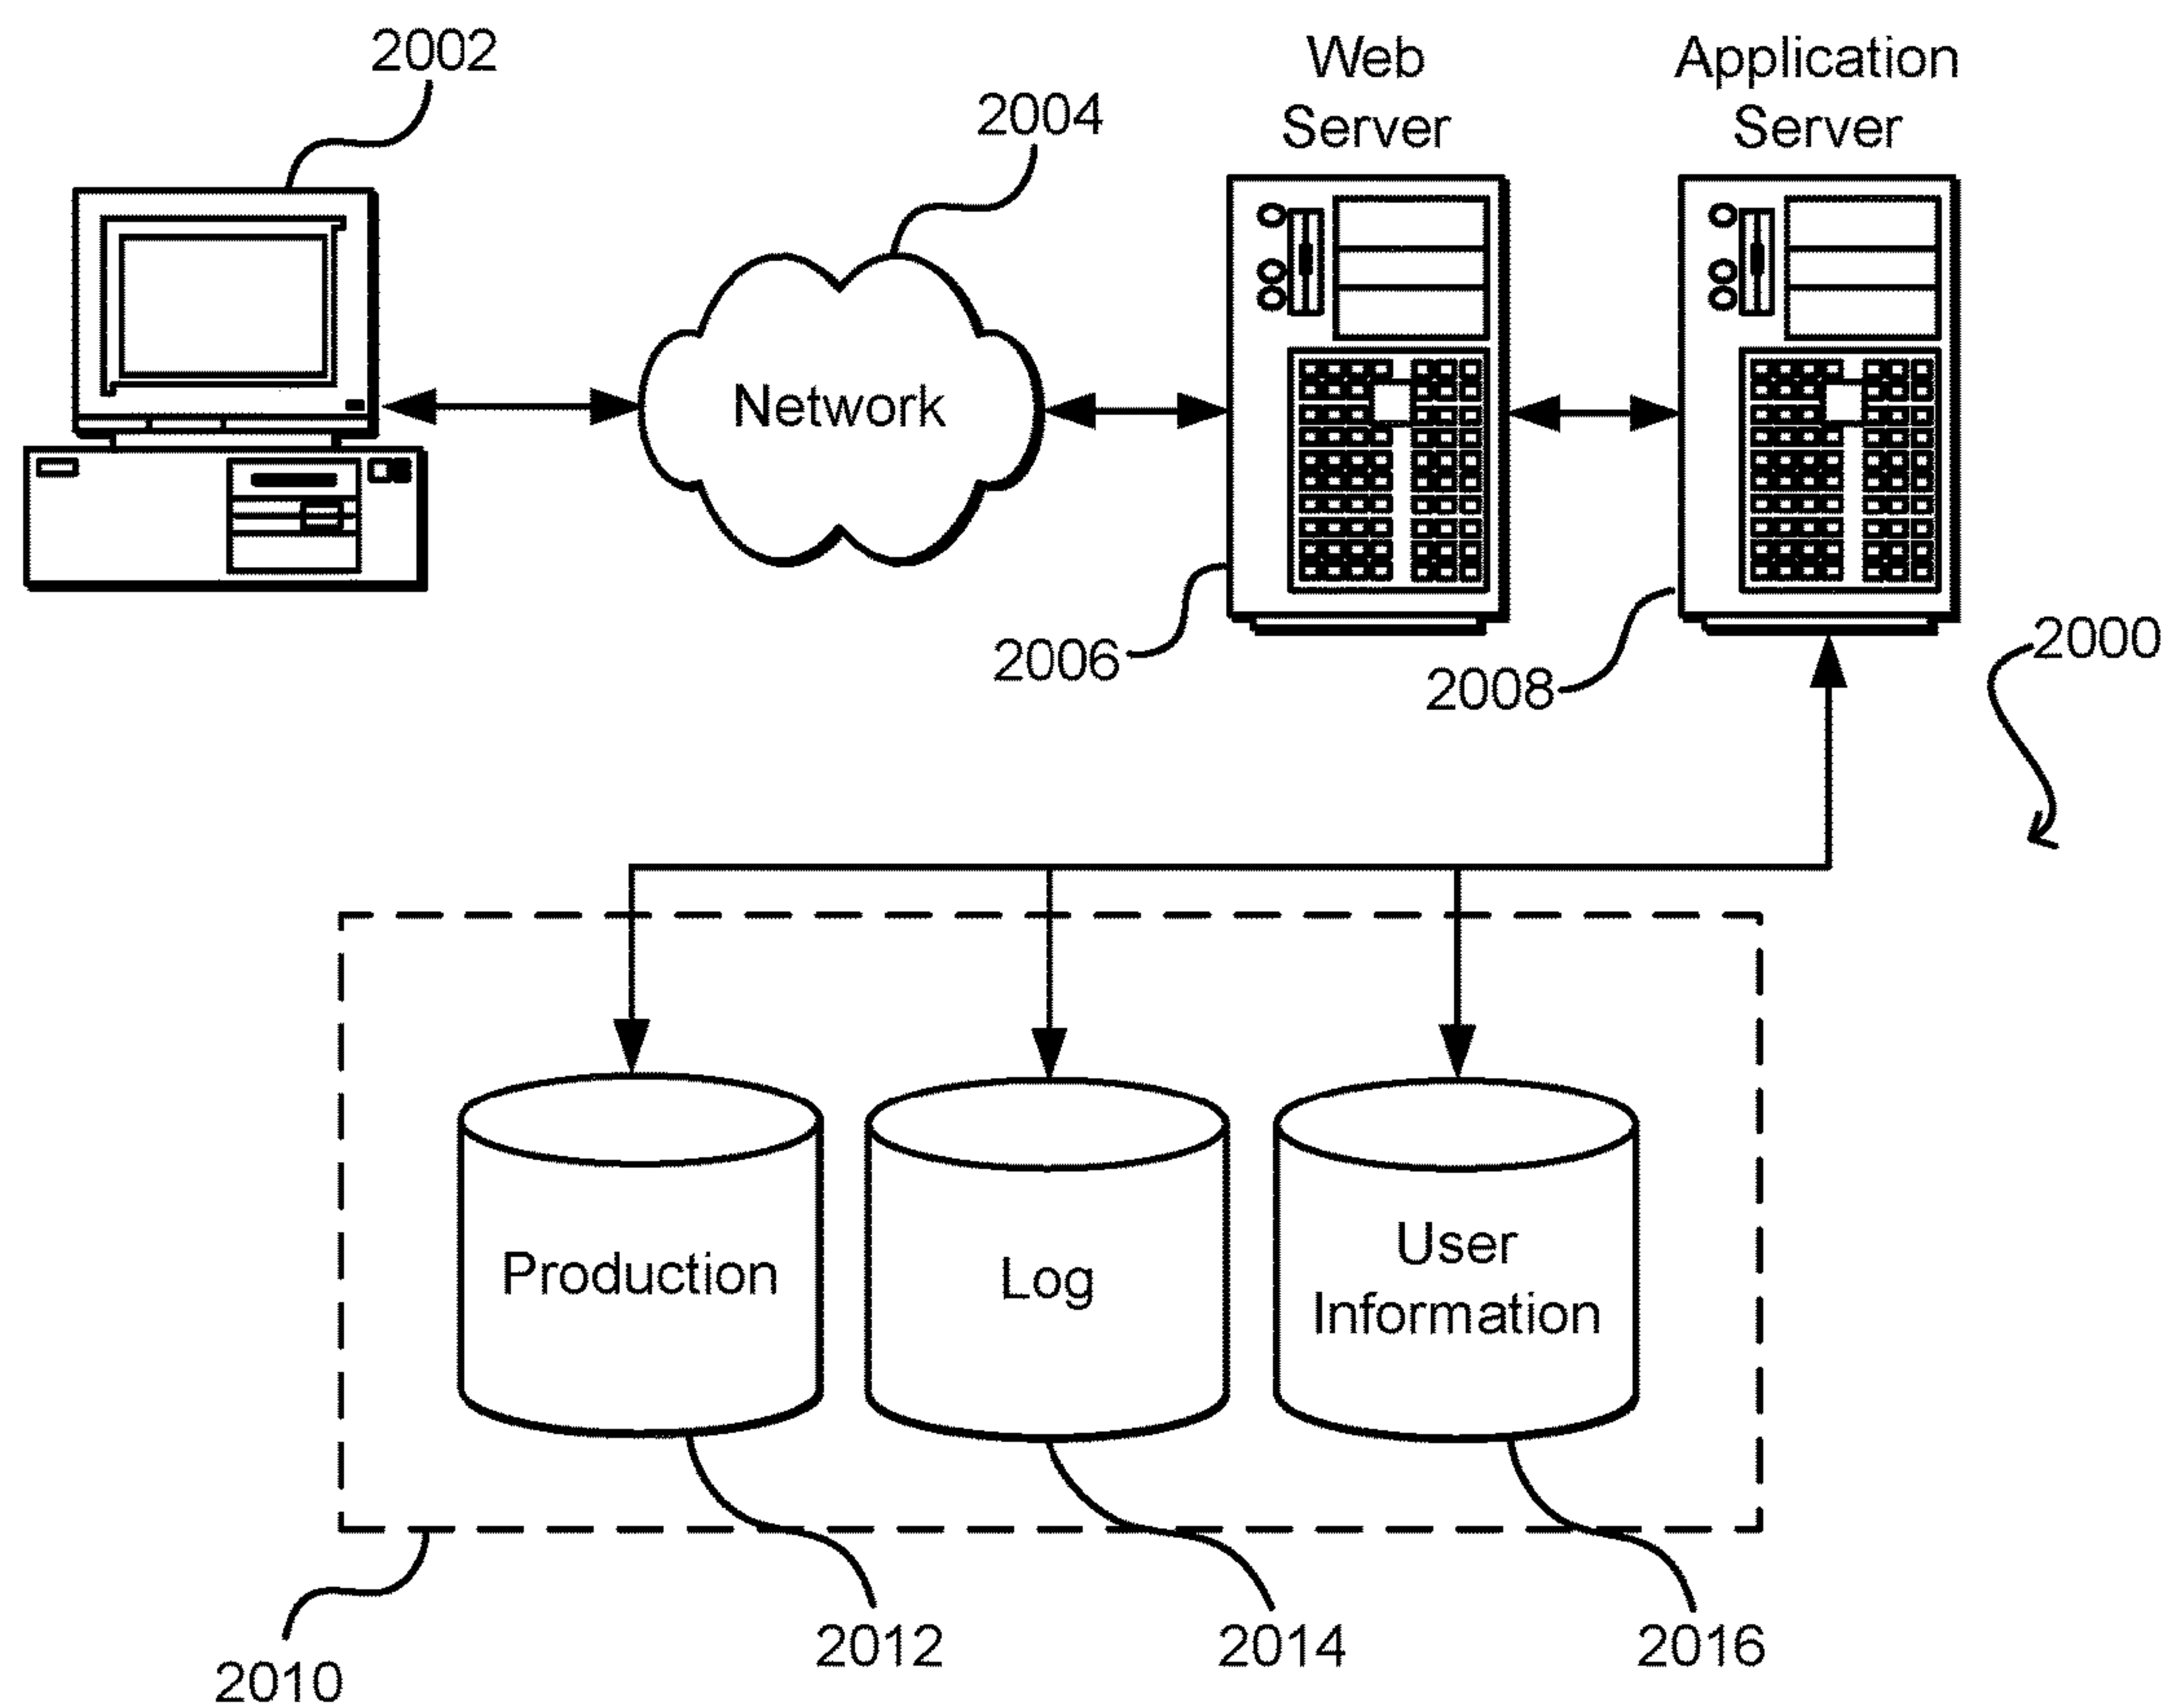 2002
2004
Web
Server
Application
Server
Network
2006
2008
2000
Production
Log
User
Information
2010
2012
2014
2016